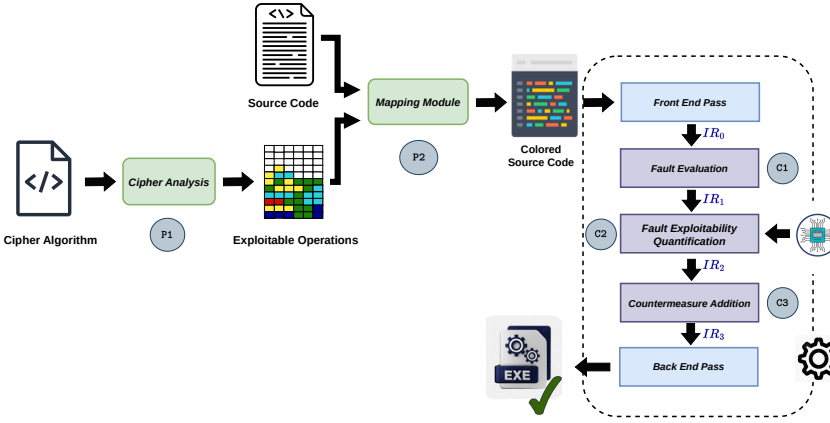 Source Code
Mapping Module
P2
Colored
Source Code
Cipher Algorithm
Cipher Analysis
P1
Exploitable Operations
Front End Pass
IR0
Fault Evaluation
C1
IR1
C2
Fault Exploitability
Quantification
IR2
Countermeasure Addition
C3
IR3
Back End Pass
EXE